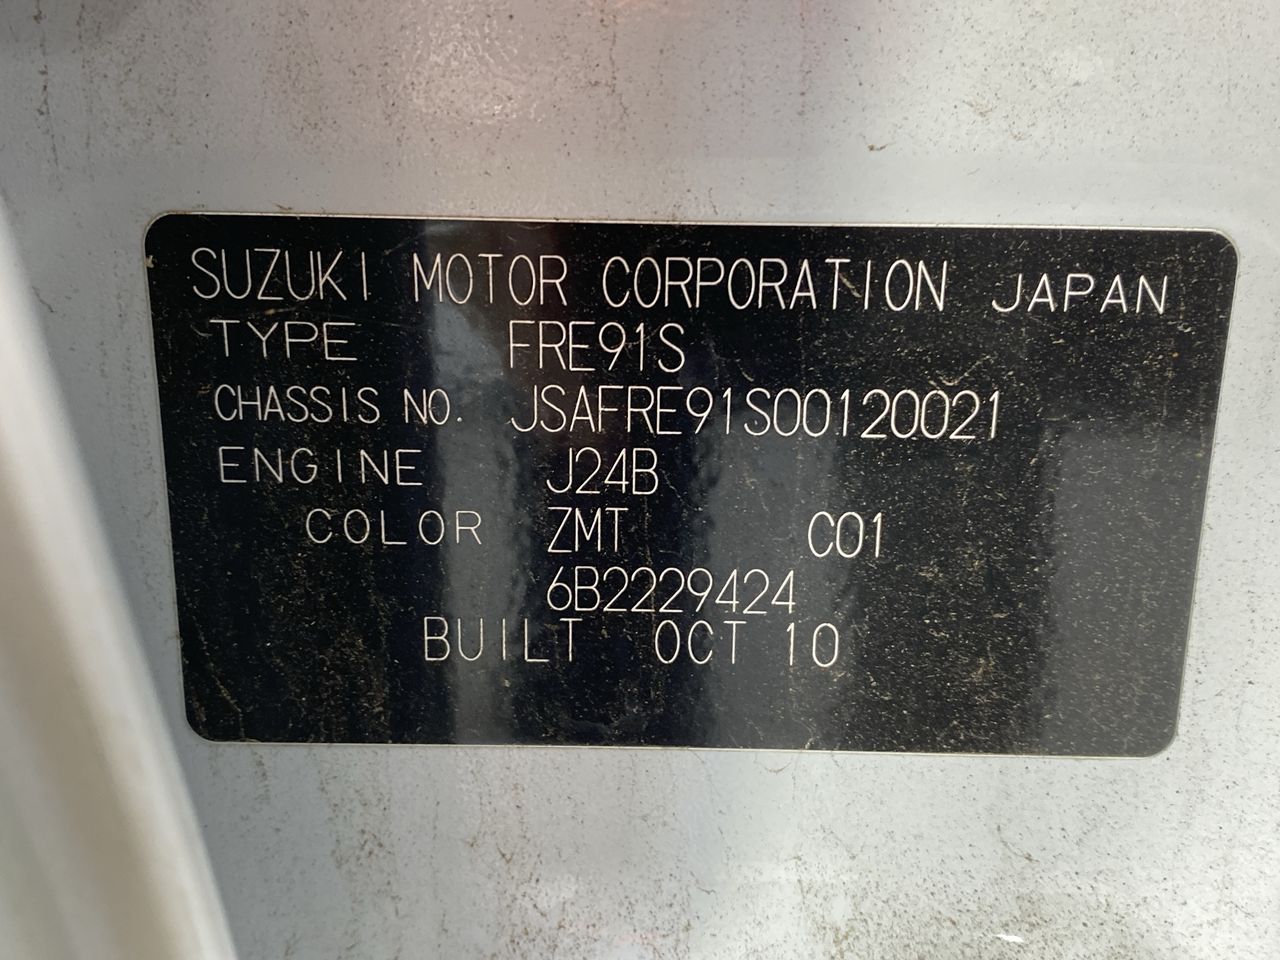 SUZUKI MOTOR CORPORATION JAPAN
TYPE FRE91S
CHASSIS NO. JSAFRE91S00120021
ENGINE J24B
COLOR ZMT C01
6B2229424
BUILT OCT 10